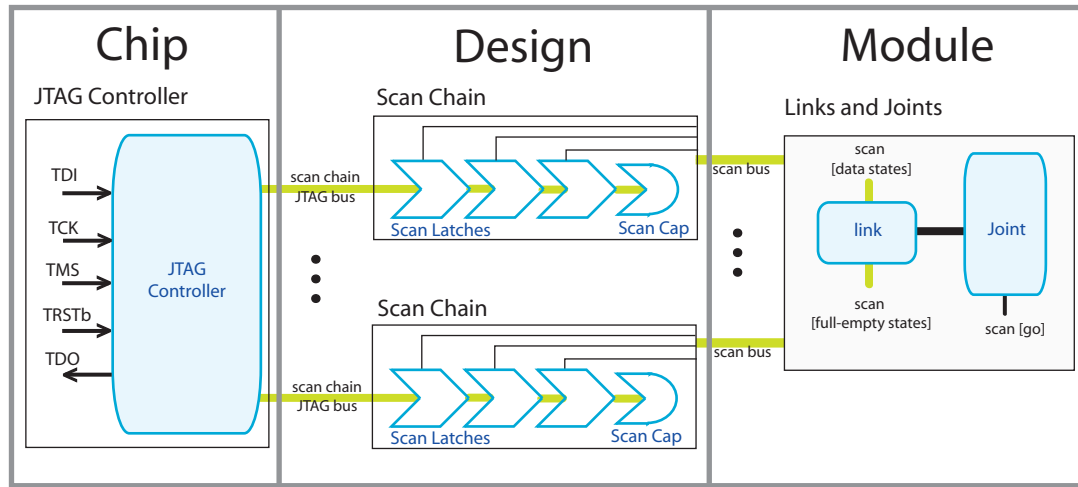 Chip
JTAG Controller
TDI
TCK
TMS
TRSTb
TDO
JTAG
Controller
scan chain
JTAG bus
scan chain
JTAG bus
Design
Scan Chain
Scan Latches
Scan Cap
Scan Chain
Scan Latches
Scan Cap
scan bus
scan bus
Module
Links and Joints
scan
[data states]
link
Joint
scan
[full-empty states]
scan [go]